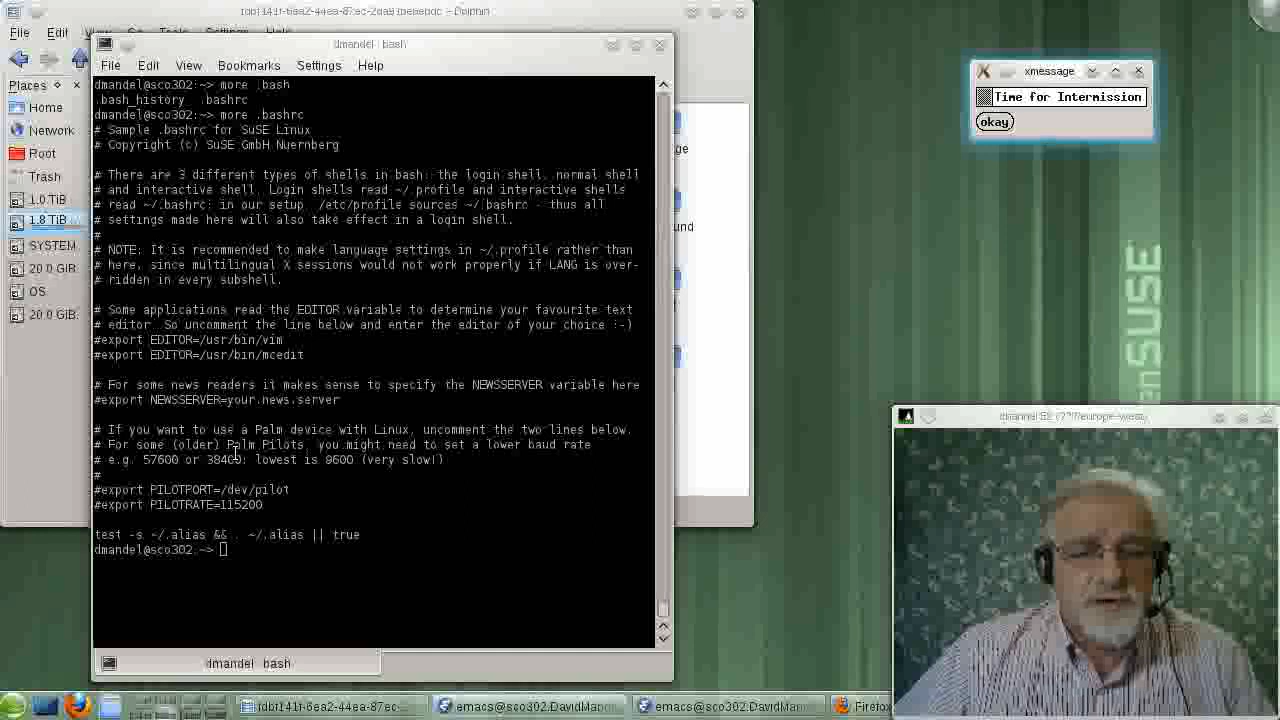 File
Edit
dmandel bash
File Edit View Bookmarks Settings Help
Places
Home
Network
Root
Trash
1.0 TiB
1.8 TiB
SYSTEM
20.0 GiB
OS
20.0 GiB
dmandel@sco302:~> more .bash
.bash_history .bashrc
dmandel@sco302:~> more .bashrc
# Sample .bashrc for SuSE Linux
# Copyright (c) SuSE GmbH Nuernberg
# There are 3 different types of shells in bash: the login shell, normal shell
# and interactive shell. Login shells read ~/.profile and interactive shells
# read ~/.bashrc; in our setup, /etc/profile sources ~/.bashrc - thus all
# settings made here will also take effect in a login shell.
#
# NOTE: It is recommended to make language settings in ~/.profile rather than
# here, since multilingual X sessions would not work properly if LANG is over-
# ridden in every subshell.
# Some applications read the EDITOR variable to determine your favourite text
# editor. So uncomment the line below and enter the editor of your choice :-)
#export EDITOR=/usr/bin/vim
#export EDITOR=/usr/bin/mcedit
# For some news readers it makes sense to specify the NEWSSERVER variable here
#export NEWSSERVER=your.news.server
# If you want to use a Palm device with Linux, uncomment the two lines below.
# For some (older) Palm Pilots, you might need to set a lower baud rate
# e.g. 57600 or 38400; lowest is 9600 (very slow!)
#
#export PILOTPORT=/dev/pilot
#export PILOTRATE=115200
test -s ~/.alias && . ~/.alias || true
dmandel@sco302:~>
dmandel bash
xmessage
Time for Intermission
okay
enSUSE
emacs@sco302.DavidMan
emacs@sco302.DavidMan
Firefox